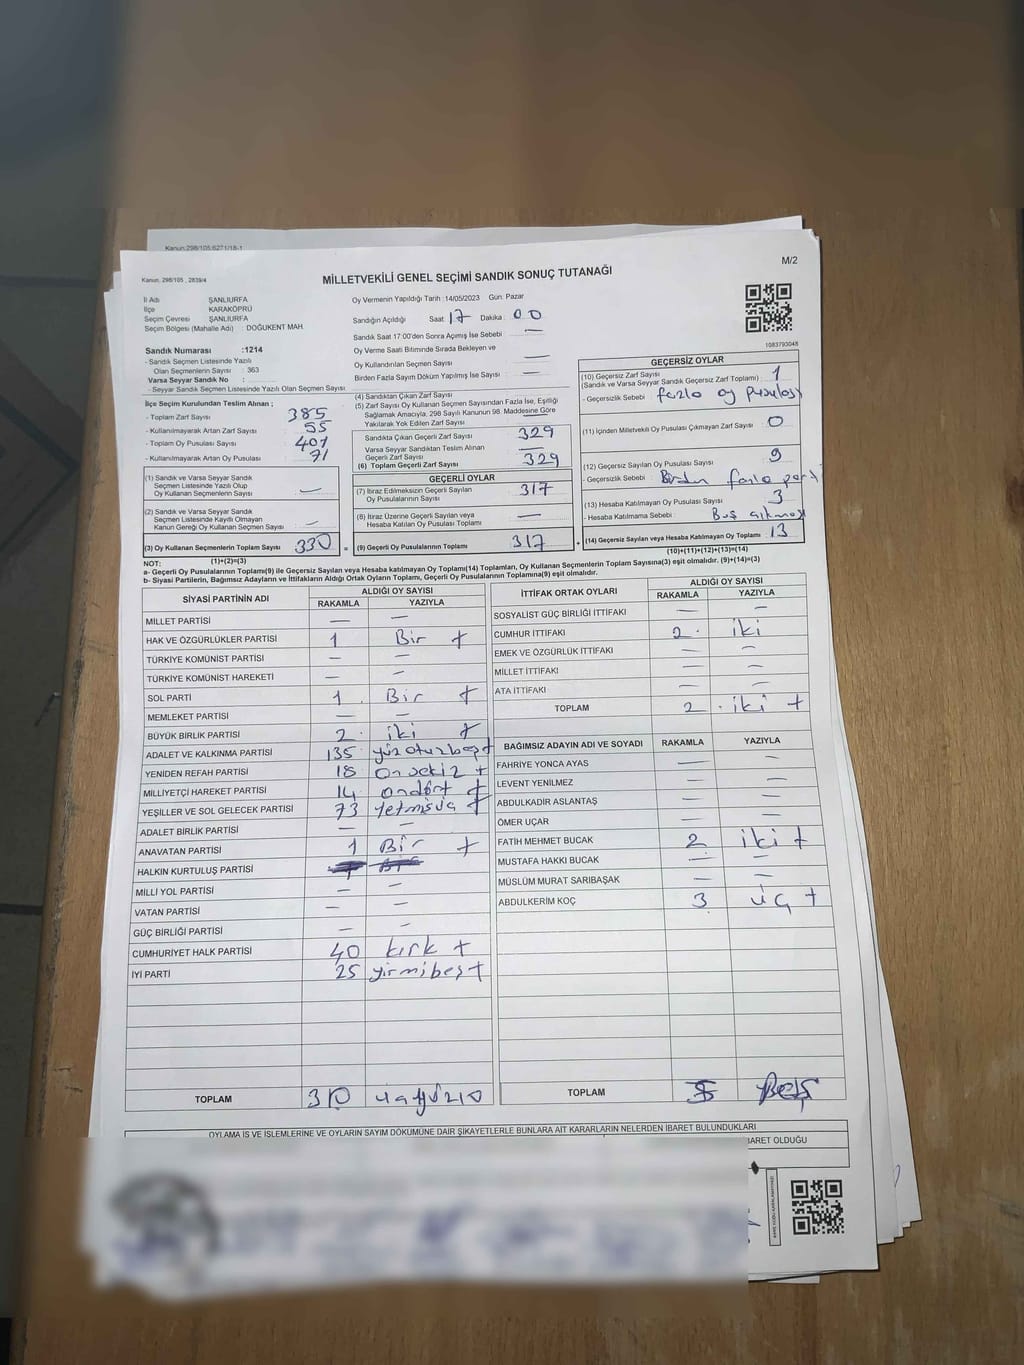 Kanun:298/105;6271/18-1
Kanun, 298/105 , 2839/4
MİLLETVEKİLİ GENEL SEÇİMİ SANDIK SONUÇ TUTANAĞI
M/2
İl Adı ŞANLIURFA
İlçe KARAKÖPRÜ
Seçim Çevresi ŞANLIURFA
Seçim Bölgesi (Mahalle Adı) : DOĞUKENT MAH.
Oy Vermenin Yapıldığı Tarih :14/05/2023 Gün: Pazar
Sandığın Açıldığı Saat: 17 Dakika: 00
Sandık Saat 17:00'den Sonra Açımış İse Sebebi —
Oy Verme Saati Bitiminde Sırada Bekleyen ve
Oy Kullandırılan Seçmen Sayısı —
Birden Fazla Sayım Döküm Yapılmış İse Sayısı —
1083793048
Sandık Numarası :1214
- Sandık Seçmen Listesinde Yazılı
Olan Seçmenlerin Sayısı : 363
Varsa Seyyar Sandık No :
- Seyyar Sandık Seçmen Listesinde Yazılı Olan Seçmen Sayısı
İlçe Seçim Kurulundan Teslim Alınan ;
- Toplam Zarf Sayısı 385
- Kullanılmayarak Artan Zarf Sayısı 55
- Toplam Oy Pusulası Sayısı 401
- Kullanılmayarak Artan Oy Pusulası 71
(1) Sandık ve Varsa Seyyar Sandık
Seçmen Listesinde Yazılı Olup
Oy Kullanan Seçmenlerin Sayısı —
(2) Sandık ve Varsa Seyyar Sandık
Seçmen Listesinde Kayıtlı Olmayan
Kanun Gereği Oy Kullanan Seçmen Sayısı —
(3) Oy Kullanan Seçmenlerin Toplam Sayısı 330
(1)+(2)=(3)
(4) Sandıktan Çıkan Zarf Sayısı
(5) Zarf Sayısı Oy Kullanan Seçmen Sayısından Fazla İse, Eşitliği
Sağlamak Amacıyla, 298 Sayılı Kanunun 98. Maddesine Göre
Yakılarak Yok Edilen Zarf Sayısı
Sandıkta Çıkan Geçerli Zarf Sayısı 329
Varsa Seyyar Sandıktan Teslim Alınan
Geçerli Zarf Sayısı —
(6) Toplam Geçerli Zarf Sayısı 329
GEÇERLİ OYLAR
(7) İtiraz Edilmeksizin Geçerli Sayılan
Oy Pusulalarının Sayısı 317
(8) İtiraz Üzerine Geçerli Sayılan veya
Hesaba Katılan Oy Pusulası Toplamı —
= (9) Geçerli Oy Pusulalarının Toplamı 317
GEÇERSİZ OYLAR
(10) Geçersiz Zarf Sayısı
(Sandık ve Varsa Seyyar Sandık Geçersiz Zarf Toplamı) : 1
- Geçersizlik Sebebi fazla oy pusulası
(11) İçinden Milletvekili Oy Pusulası Çıkmayan Zarf Sayısı 0
(12) Geçersiz Sayılan Oy Pusulası Sayısı 9
- Geçersizlik Sebebi Birden fazla parti
(13) Hesaba Katılmayan Oy Pusulası Sayısı 3
- Hesaba Katılmama Sebebi : Boş çıkması
+ (14) Geçersiz Sayılan veya Hesaba Katılmayan Oy Toplamı 13
(10)+(11)+(12)+(13)=(14)
NOT:
a- Geçerli Oy Pusulalarının Toplamı(9) ile Geçersiz Sayılan veya Hesaba katılmayan Oy Toplamı(14) Toplamları, Oy Kullanan Seçmenlerin Toplam Sayısına(3) eşit olmalıdır. (9)+(14)=(3)
b- Siyasi Partilerin, Bağımsız Adayların ve İttifakların Aldığı Ortak Oyların Toplamı, Geçerli Oy Pusulalarının Toplamına(9) eşit olmalıdır.
SİYASİ PARTİNİN ADI ALDIĞI OY SAYISI
RAKAMLA YAZIYLA
MİLLET PARTİSİ — —
HAK VE ÖZGÜRLÜKLER PARTİSİ 1 Bir +
TÜRKİYE KOMÜNİST PARTİSİ — —
TÜRKİYE KOMÜNİST HAREKETİ — —
SOL PARTİ 1 Bir +
MEMLEKET PARTİSİ — —
BÜYÜK BİRLİK PARTİSİ 2 iki +
ADALET VE KALKINMA PARTİSİ 135 yüzotuzbeş +
YENİDEN REFAH PARTİSİ 18 onsekiz +
MİLLİYETÇİ HAREKET PARTİSİ 14 ondört +
YEŞİLLER VE SOL GELECEK PARTİSİ 73 yetmişüç +
ADALET BİRLİK PARTİSİ — —
ANAVATAN PARTİSİ 1 Bir +
HALKIN KURTULUŞ PARTİSİ
MİLLİ YOL PARTİSİ — —
VATAN PARTİSİ — —
GÜÇ BİRLİĞİ PARTİSİ — —
CUMHURİYET HALK PARTİSİ 40 kırk +
İYİ PARTİ 25 yirmibeş +
TOPLAM 310 üçyüzio
İTTİFAK ORTAK OYLARI ALDIĞI OY SAYISI
RAKAMLA YAZIYLA
SOSYALİST GÜÇ BİRLİĞİ İTTİFAKI — —
CUMHUR İTTİFAKI 2 iki
EMEK VE ÖZGÜRLÜK İTTİFAKI — —
MİLLET İTTİFAKI — —
ATA İTTİFAKI — —
TOPLAM 2 iki +
BAĞIMSIZ ADAYIN ADI VE SOYADI RAKAMLA YAZIYLA
FAHRİYE YONCA AYAS — —
LEVENT YENİLMEZ — —
ABDULKADİR ASLANTAŞ — —
ÖMER UÇAR — —
FATİH MEHMET BUCAK 2 iki +
MUSTAFA HAKKI BUCAK — —
MÜSLÜM MURAT SARIBAŞAK — —
ABDULKERİM KOÇ 3 üç +
TOPLAM 5 Beş
OYLAMA İŞ VE İŞLEMLERİNE VE OYLARIN SAYIM DÖKÜMÜNE DAİR ŞİKAYETLERLE BUNLARA AİT KARARLARIN NELERDEN İBARET BULUNDUKLARI
BARET OLDUĞU